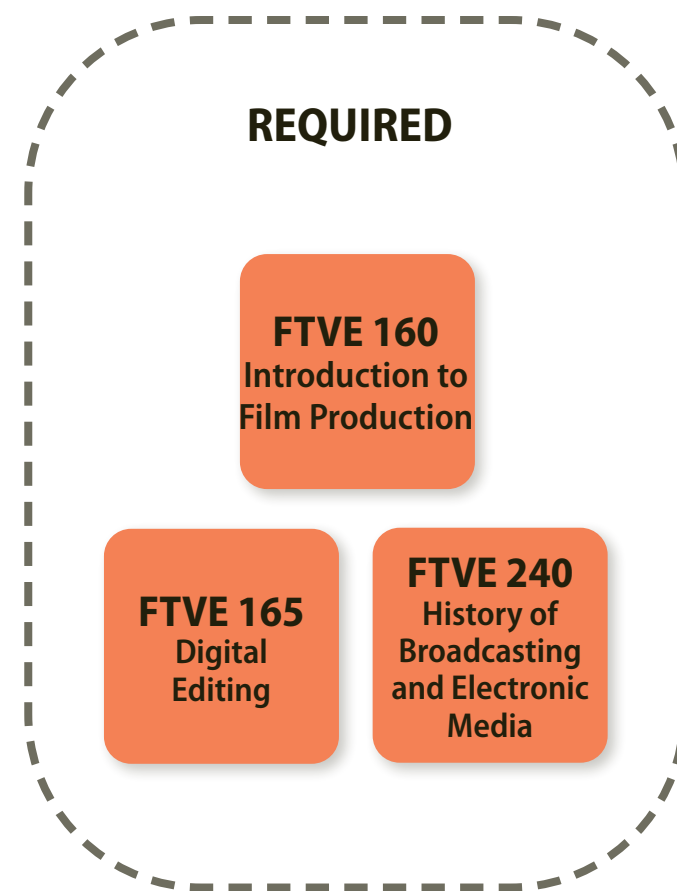 REQUIRED
FTVE 160
Introduction to
Film Production
FTVE 165
Digital
Editing
FTVE 240
History of
Broadcasting
and Electronic
Media